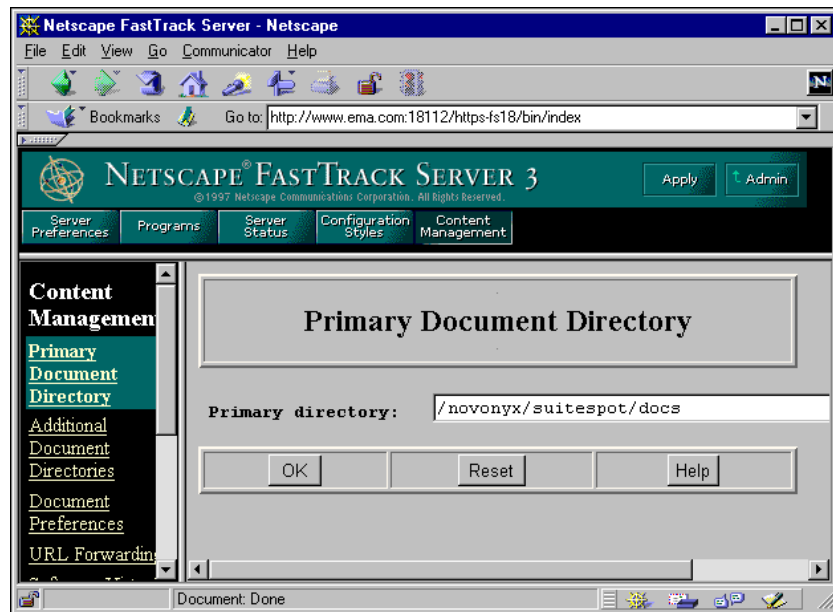 Netscape FastTrack Server - Netscape
File Edit View Go Communicator Help
N
Bookmarks Go to: http://www.ema.com:18112/https-fs18/bin/index
NETSCAPE® FASTTRACK SERVER 3
©1997 Netscape Communications Corporation. All Rights Reserved.
Apply Admin
Server Preferences
Programs
Server Status
Configuration Styles
Content Management
Content
Managemen
Primary
Document
Directory
Additional
Document
Directories
Document
Preferences
URL Forwardin
Primary Document Directory
Primary directory: /novonyx/suitespot/docs
OK Reset Help
Document: Done